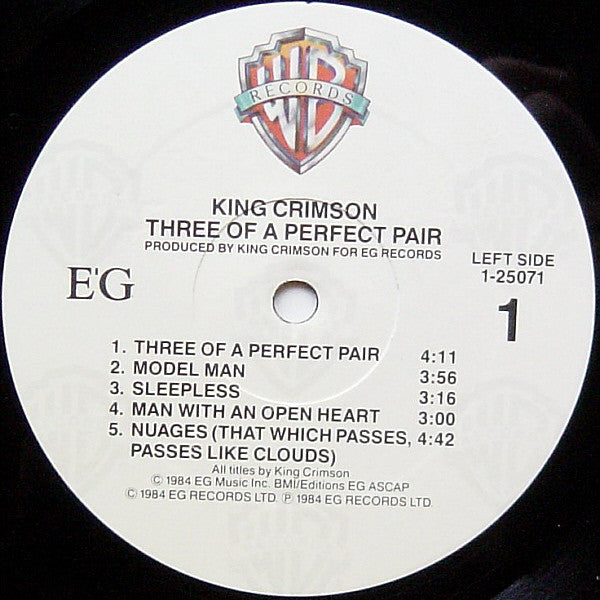 WB
RECORDS
KING CRIMSON
THREE OF A PERFECT PAIR
PRODUCED BY KING CRIMSON FOR EG RECORDS
E'G
LEFT SIDE
1-25071
1
1. THREE OF A PERFECT PAIR 4:11
2. MODEL MAN 3:56
3. SLEEPLESS 3:16
4. MAN WITH AN OPEN HEART 3:00
5. NUAGES (THAT WHICH PASSES, 4:42
PASSES LIKE CLOUDS)
All titles by King Crimson
© 1984 EG Music Inc. BMI/Editions EG ASCAP
© 1984 EG RECORDS LTD. ℗ 1984 EG RECORDS LTD.